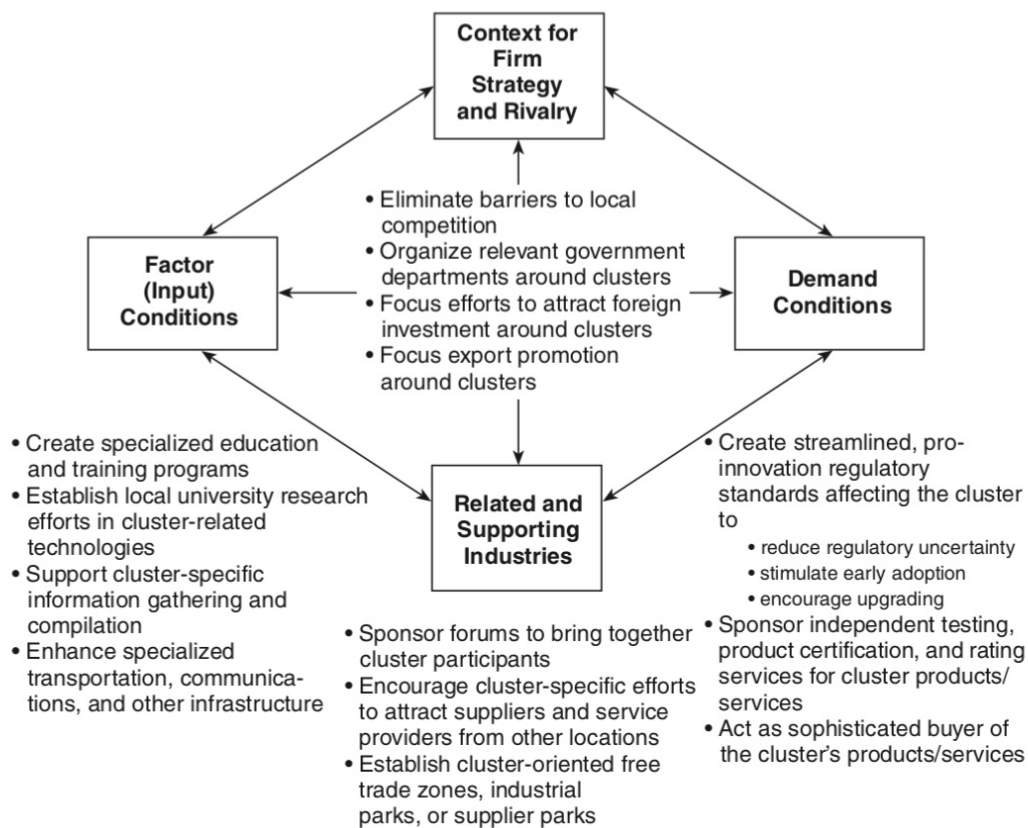 Context for
Firm
Strategy
and Rivalry
• Eliminate barriers to local
competition
• Organize relevant government
departments around clusters
• Focus efforts to attract foreign
investment around clusters
• Focus export promotion
around clusters
Factor
(Input)
Conditions
Demand
Conditions
• Create specialized education
and training programs
• Establish local university research
efforts in cluster-related
technologies
• Support cluster-specific
information gathering and
compilation
• Enhance specialized
transportation, communica-
tions, and other infrastructure
Related and
Supporting
Industries
• Sponsor forums to bring together
cluster participants
• Encourage cluster-specific efforts
to attract suppliers and service
providers from other locations
• Establish cluster-oriented free
trade zones, industrial
parks, or supplier parks
• Create streamlined, pro-
innovation regulatory
standards affecting the cluster
to
• reduce regulatory uncertainty
• stimulate early adoption
• encourage upgrading
• Sponsor independent testing,
product certification, and rating
services for cluster products/
services
• Act as sophisticated buyer of
the cluster's products/services